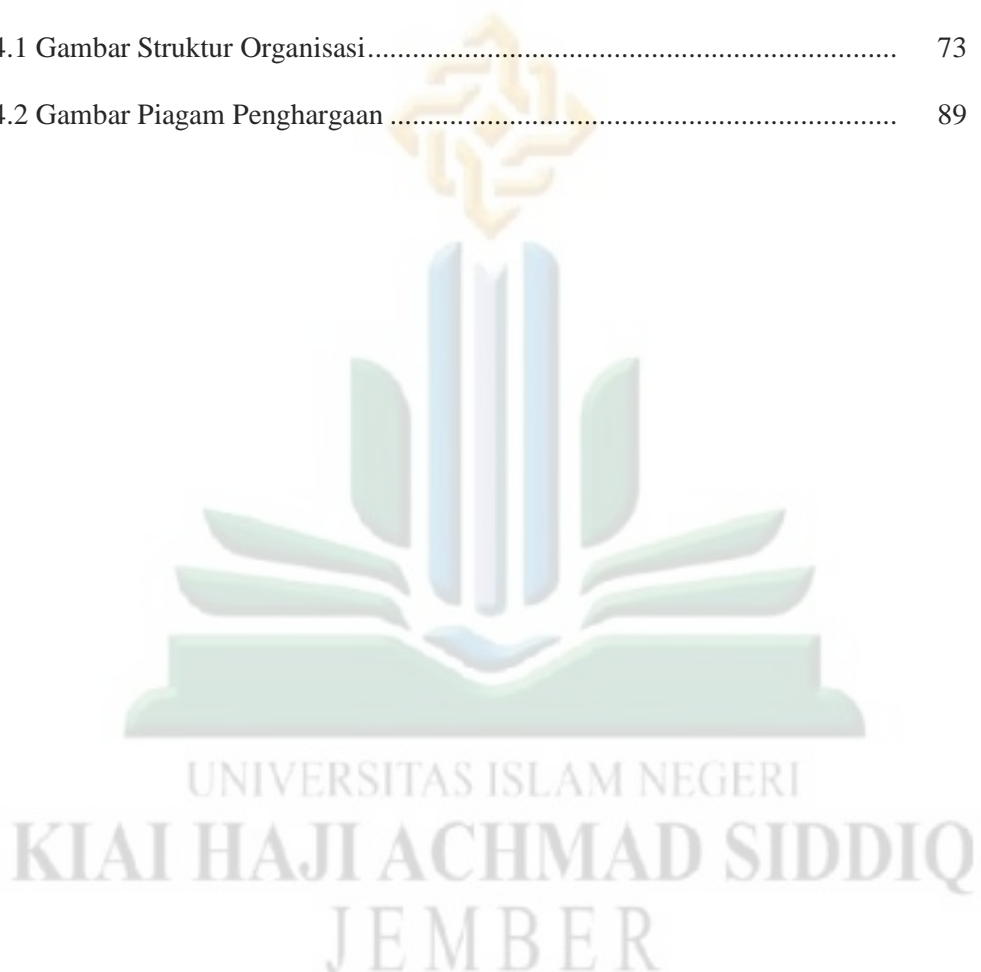 4.1 Gambar Struktur Organisasi........................................................................ 73
4.2 Gambar Piagam Penghargaan ..................................................................... 89
UNIVERSITAS ISLAM NEGERI
KIAI HAJI ACHMAD SIDDIQ
JEMBER